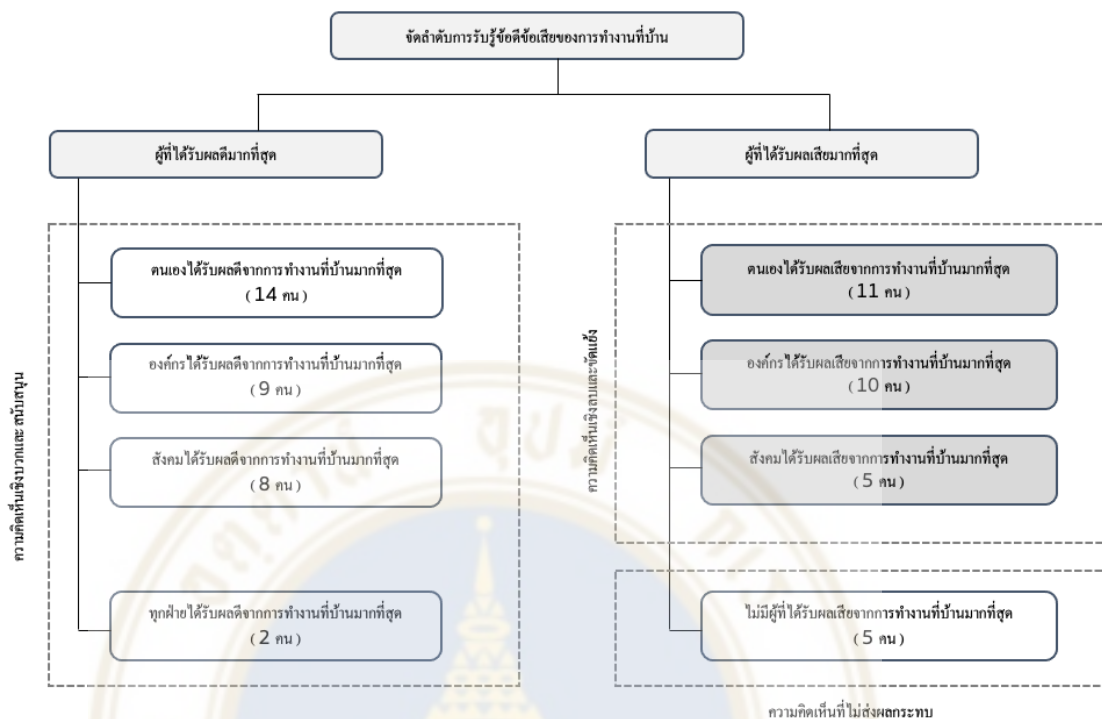 จัดลำดับการรับรู้ข้อดีข้อเสียของการทำงานที่บ้าน
ผู้ที่ได้รับผลดีมากที่สุด
ความคิดเห็นเชิงบวกและ สนับสนุน
ตนเองได้รับผลดีจากการทำงานที่บ้านมากที่สุด
( 14 คน )
องค์กรได้รับผลดีจากการทำงานที่บ้านมากที่สุด
( 9 คน )
สังคมได้รับผลดีจากการทำงานที่บ้านมากที่สุด
( 8 คน )
ทุกฝ่ายได้รับผลดีจากการทำงานที่บ้านมากที่สุด
( 2 คน )
ผู้ที่ได้รับผลเสียมากที่สุด
ความคิดเห็นเชิงลบและขัดแย้ง
ตนเองได้รับผลเสียจากการทำงานที่บ้านมากที่สุด
( 11 คน )
องค์กรได้รับผลเสียจากการทำงานที่บ้านมากที่สุด
( 10 คน )
สังคมได้รับผลเสียจากการทำงานที่บ้านมากที่สุด
( 5 คน )
ไม่มีผู้ที่ได้รับผลเสียจากการทำงานที่บ้านมากที่สุด
( 5 คน )
ความคิดเห็นที่ไม่ส่งผลกระทบ